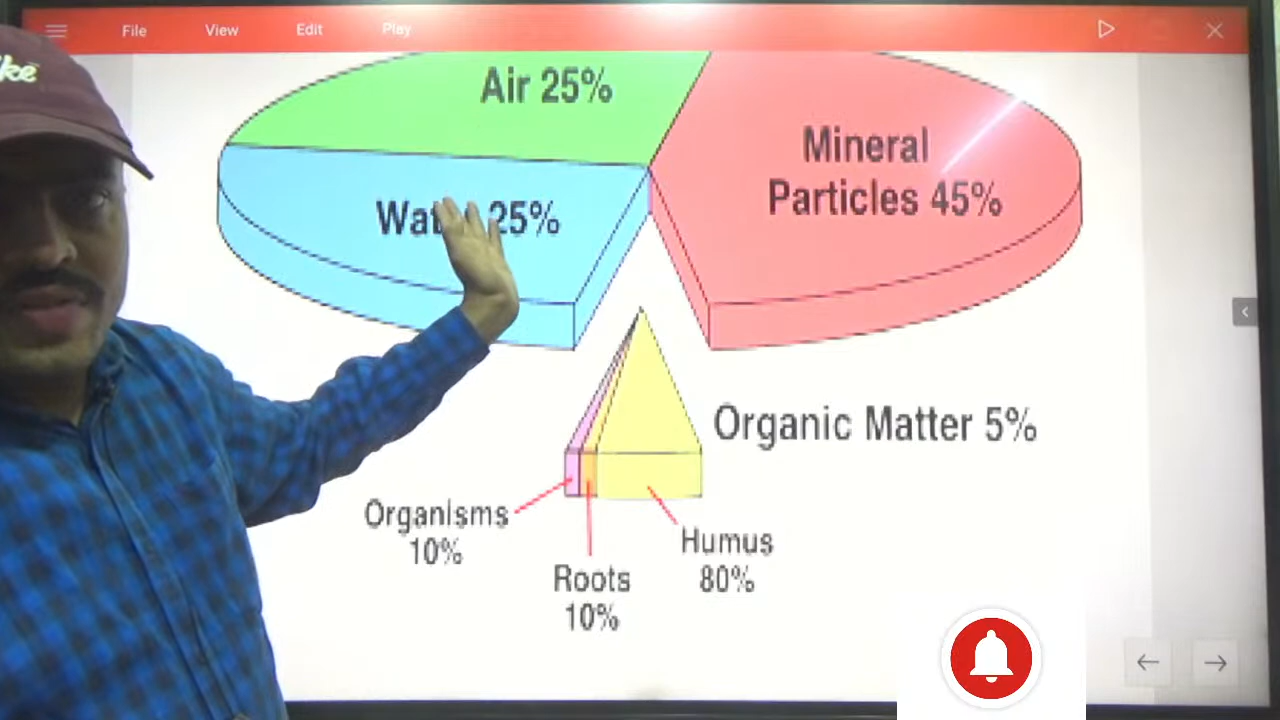 File View Edit Play
Air 25%
Mineral
Particles 45%
25%
Organic Matter 5%
Organisms
10%
Humus
80%
Roots
10%